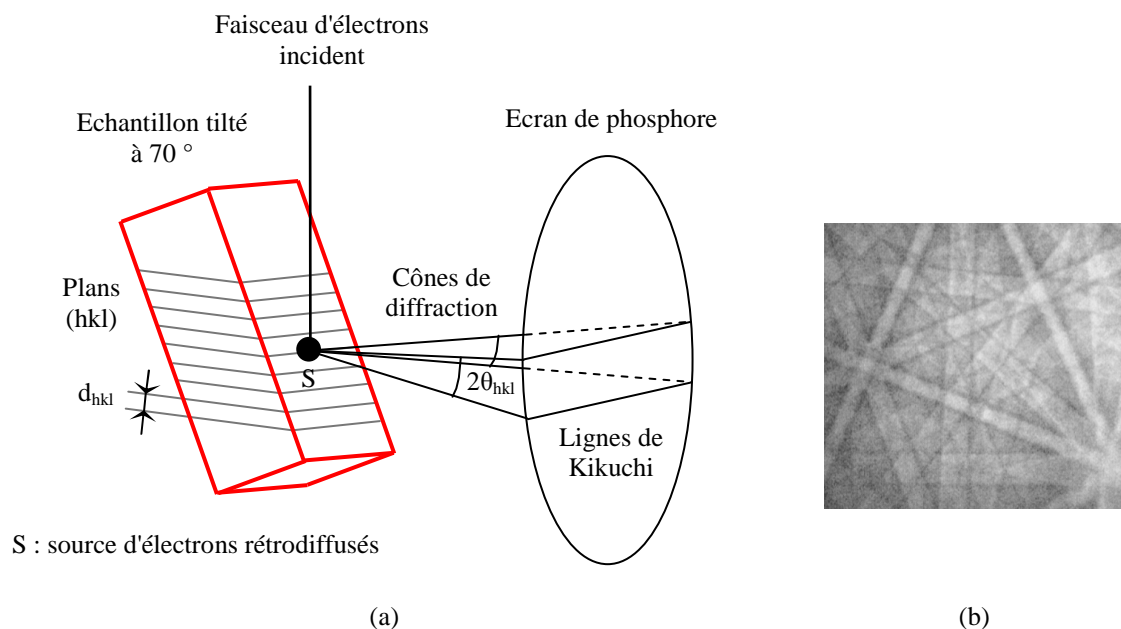 Faisceau d'électrons
incident
Echantillon tilté
à 70 °
Ecran de phosphore
Plans
(hkl)
Cônes de
diffraction
S
d_hkl
2θ_hkl
Lignes de
Kikuchi
S : source d'électrons rétrodiffusés
(a)
(b)